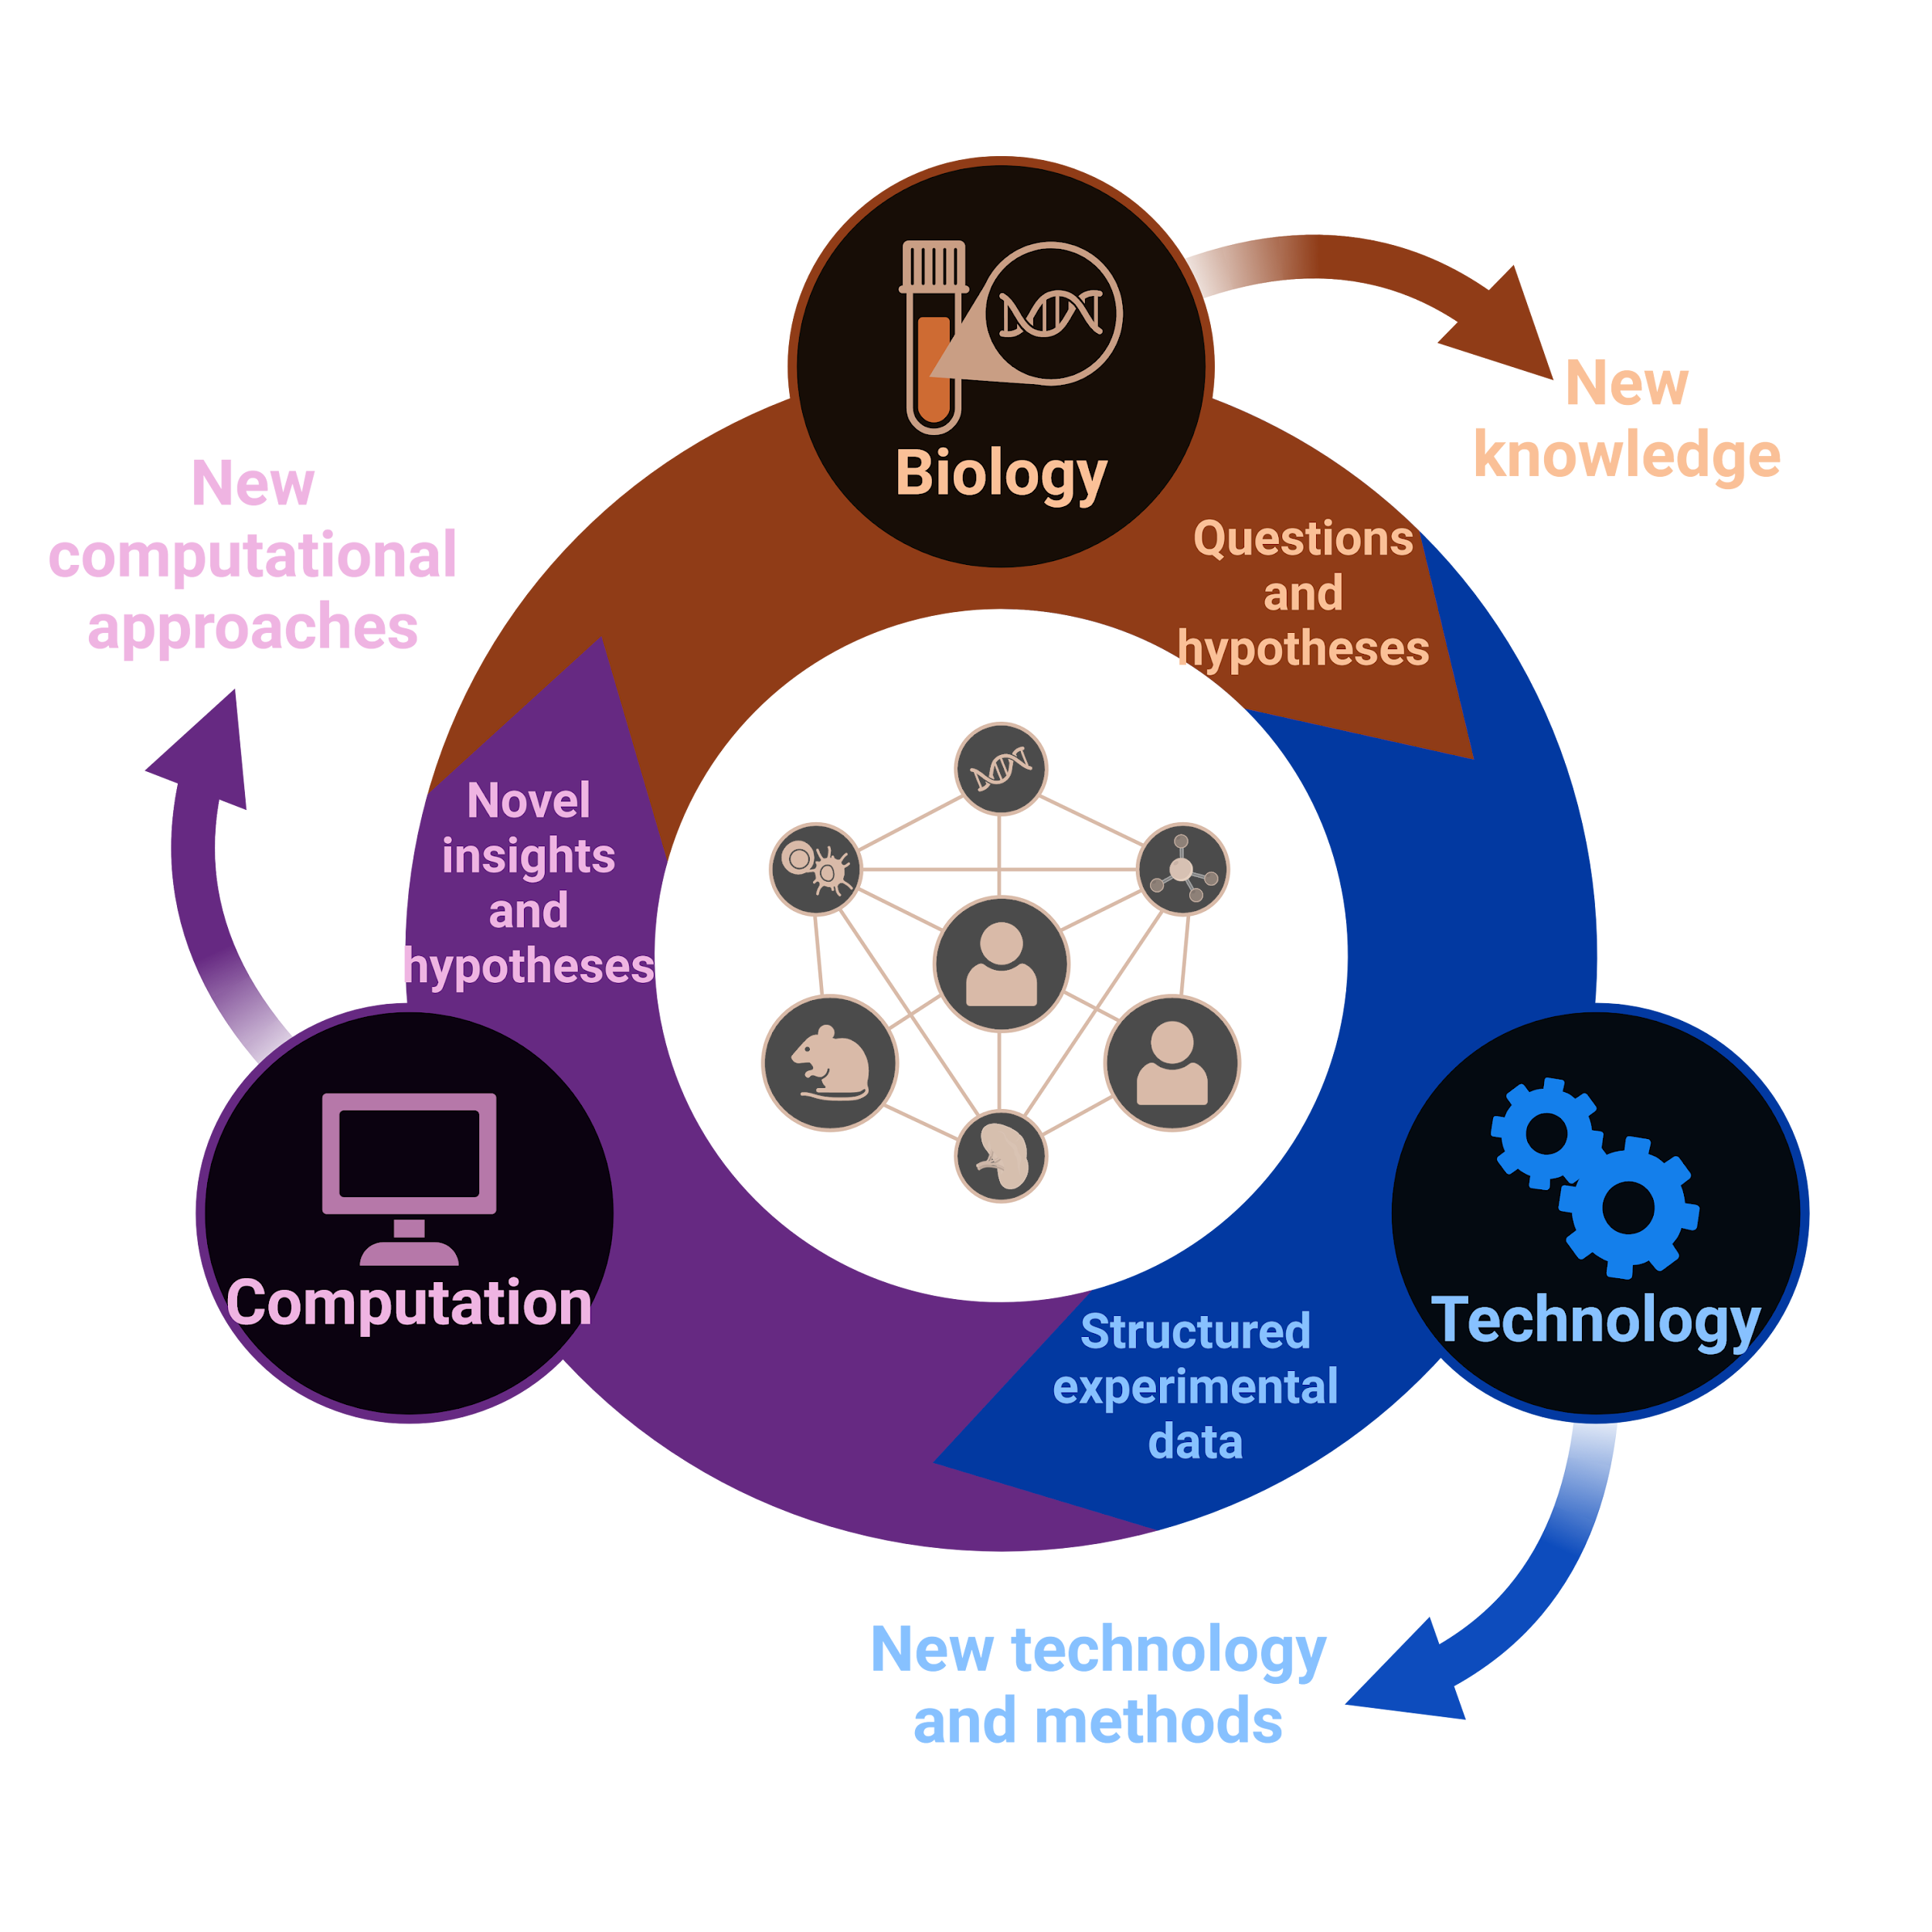 Biology
New
knowledge
Questions
and
hypotheses
New
computational
approaches
Novel
insights
and
hypotheses
Computation
Technology
Structured
experimental
data
New technology
and methods